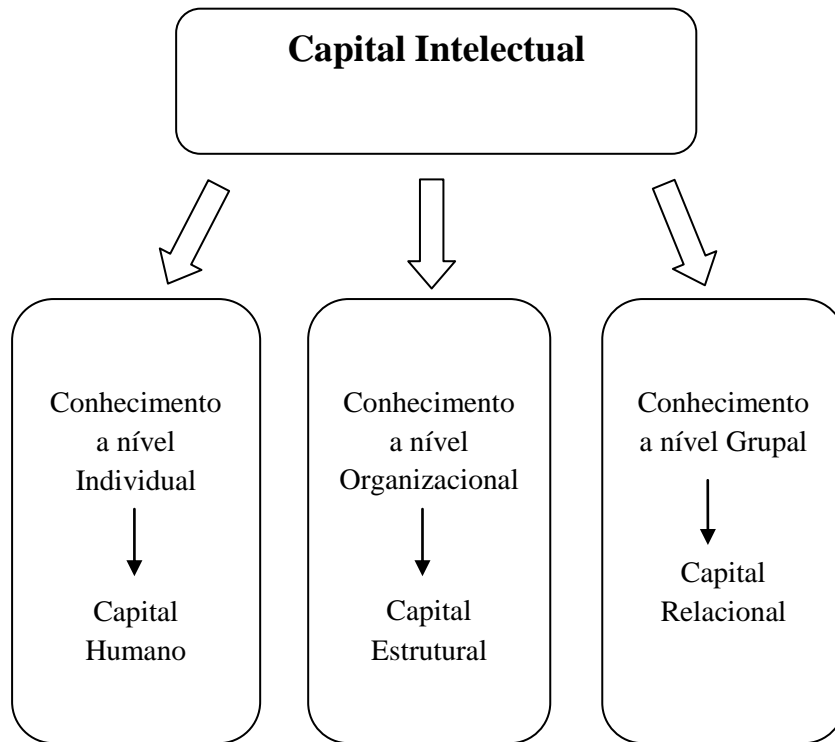 Capital Intelectual
Conhecimento
a nível
Individual
Capital
Humano
Conhecimento
a nível
Organizacional
Capital
Estrutural
Conhecimento
a nível Grupal
Capital
Relacional